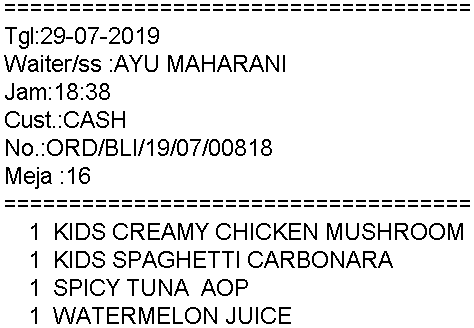 ====================================
Tgl:29-07-2019
Waiter/ss :AYU MAHARANI
Jam:18:38
Cust.:CASH
No.:ORD/BLI/19/07/00818
Meja :16
====================================
1 KIDS CREAMY CHICKEN MUSHROOM
1 KIDS SPAGHETTI CARBONARA
1 SPICY TUNA  AOP
1 WATERMELON JUICE